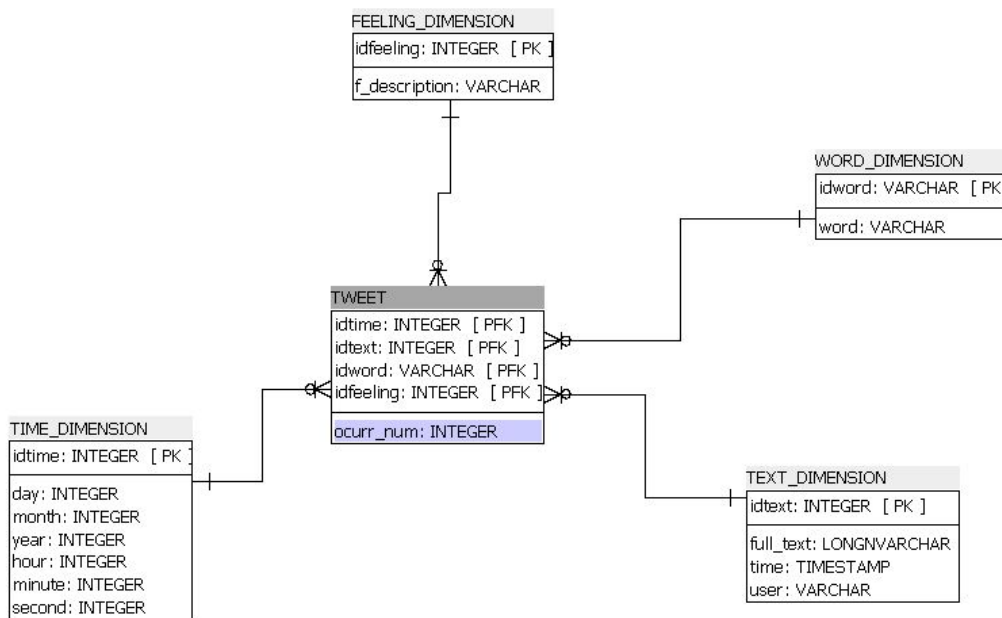 FEELING_DIMENSION
idfeeling: INTEGER [ PK ]
f_description: VARCHAR
WORD_DIMENSION
idword: VARCHAR [ PK
word: VARCHAR
TWEET
idtime: INTEGER [ PFK ]
idtext: INTEGER [ PFK ]
idword: VARCHAR [ PFK ]
idfeeling: INTEGER [ PFK ]
ocurr_num: INTEGER
TIME_DIMENSION
idtime: INTEGER [ PK ]
day: INTEGER
month: INTEGER
year: INTEGER
hour: INTEGER
minute: INTEGER
second: INTEGER
TEXT_DIMENSION
idtext: INTEGER [ PK ]
full_text: LONGNVARCHAR
time: TIMESTAMP
user: VARCHAR